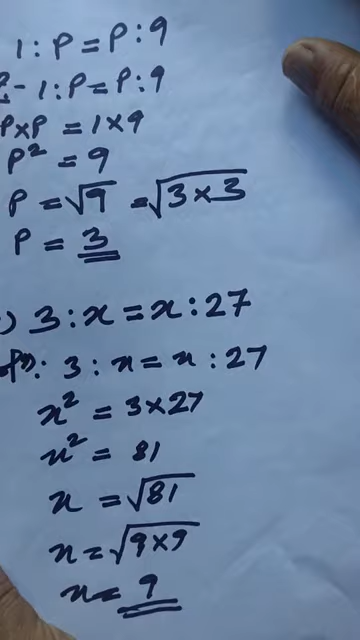 1 : P = P : 9
- 1 : P = P : 9
P x P = 1 x 9
P² = 9
P = √9 = √3 x 3
P = 3
) 3 : x = x : 27
: 3 : x = x : 27
x² = 3 x 27
x² = 81
x = √81
x = √9 x 9
x = 9